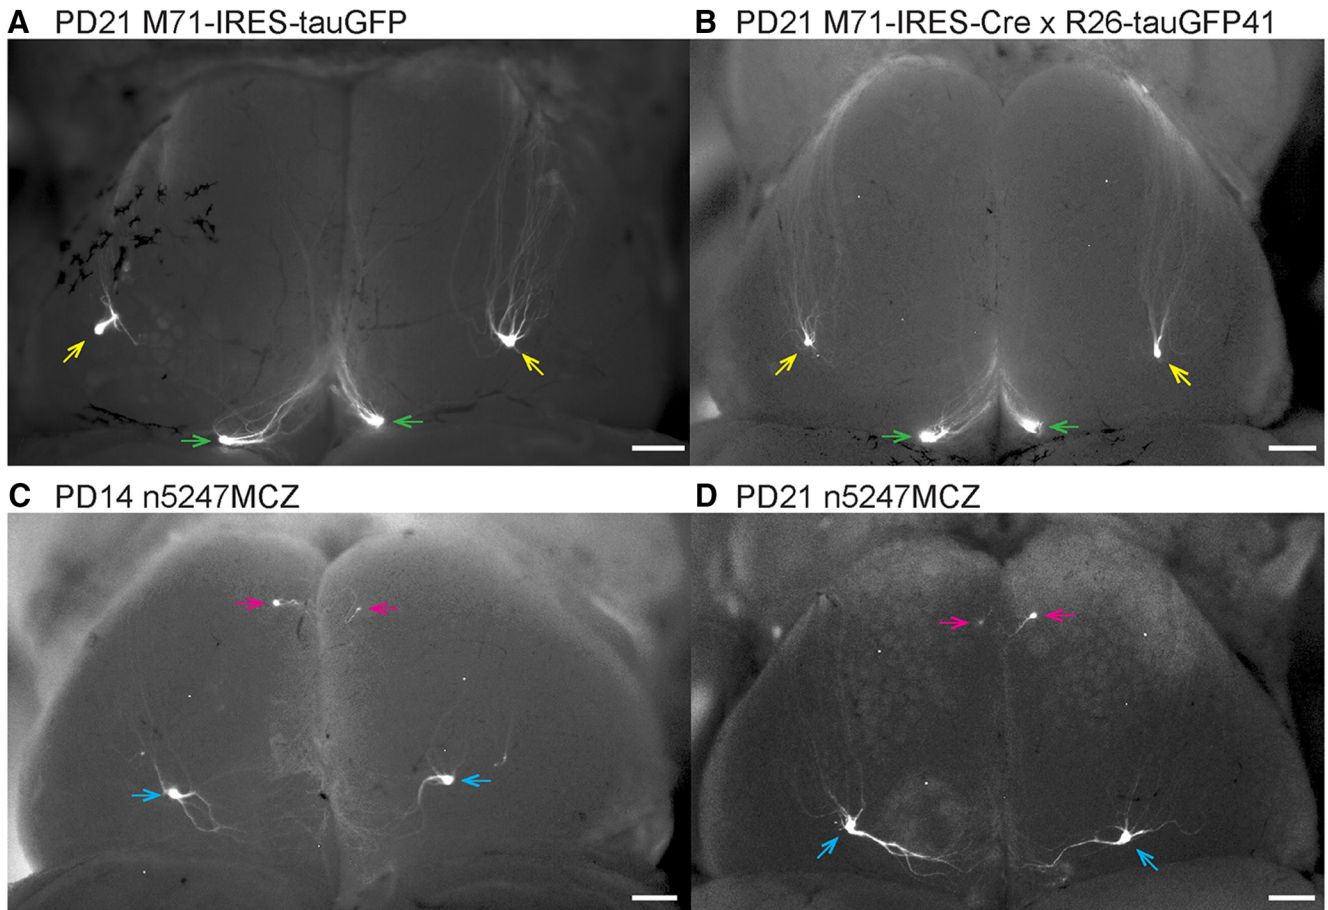 A PD21 M71-IRES-tauGFP
B PD21 M71-IRES-Cre x R26-tauGFP41
C PD14 n5247MCZ
D PD21 n5247MCZ